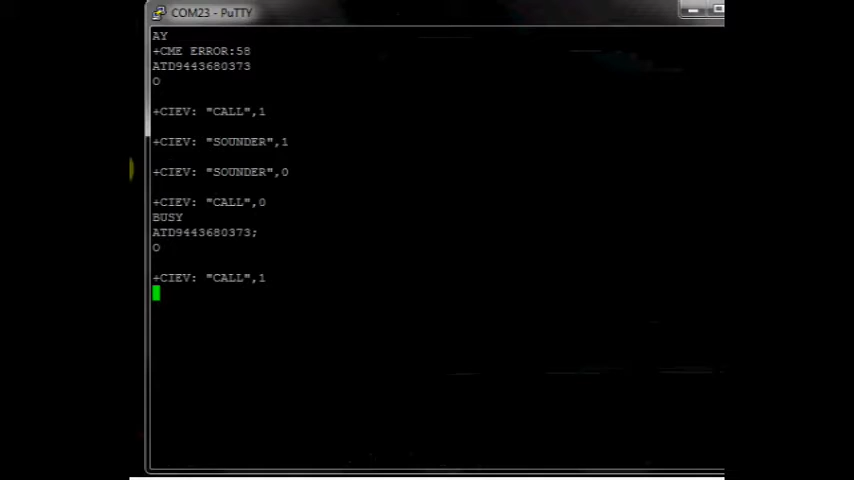 COM23 - PuTTY
AY
+CME ERROR:58
ATD9443680373
O
+CIEV: "CALL",1
+CIEV: "SOUNDER",1
+CIEV: "SOUNDER",0
+CIEV: "CALL",0
BUSY
ATD9443680373;
O
+CIEV: "CALL",1